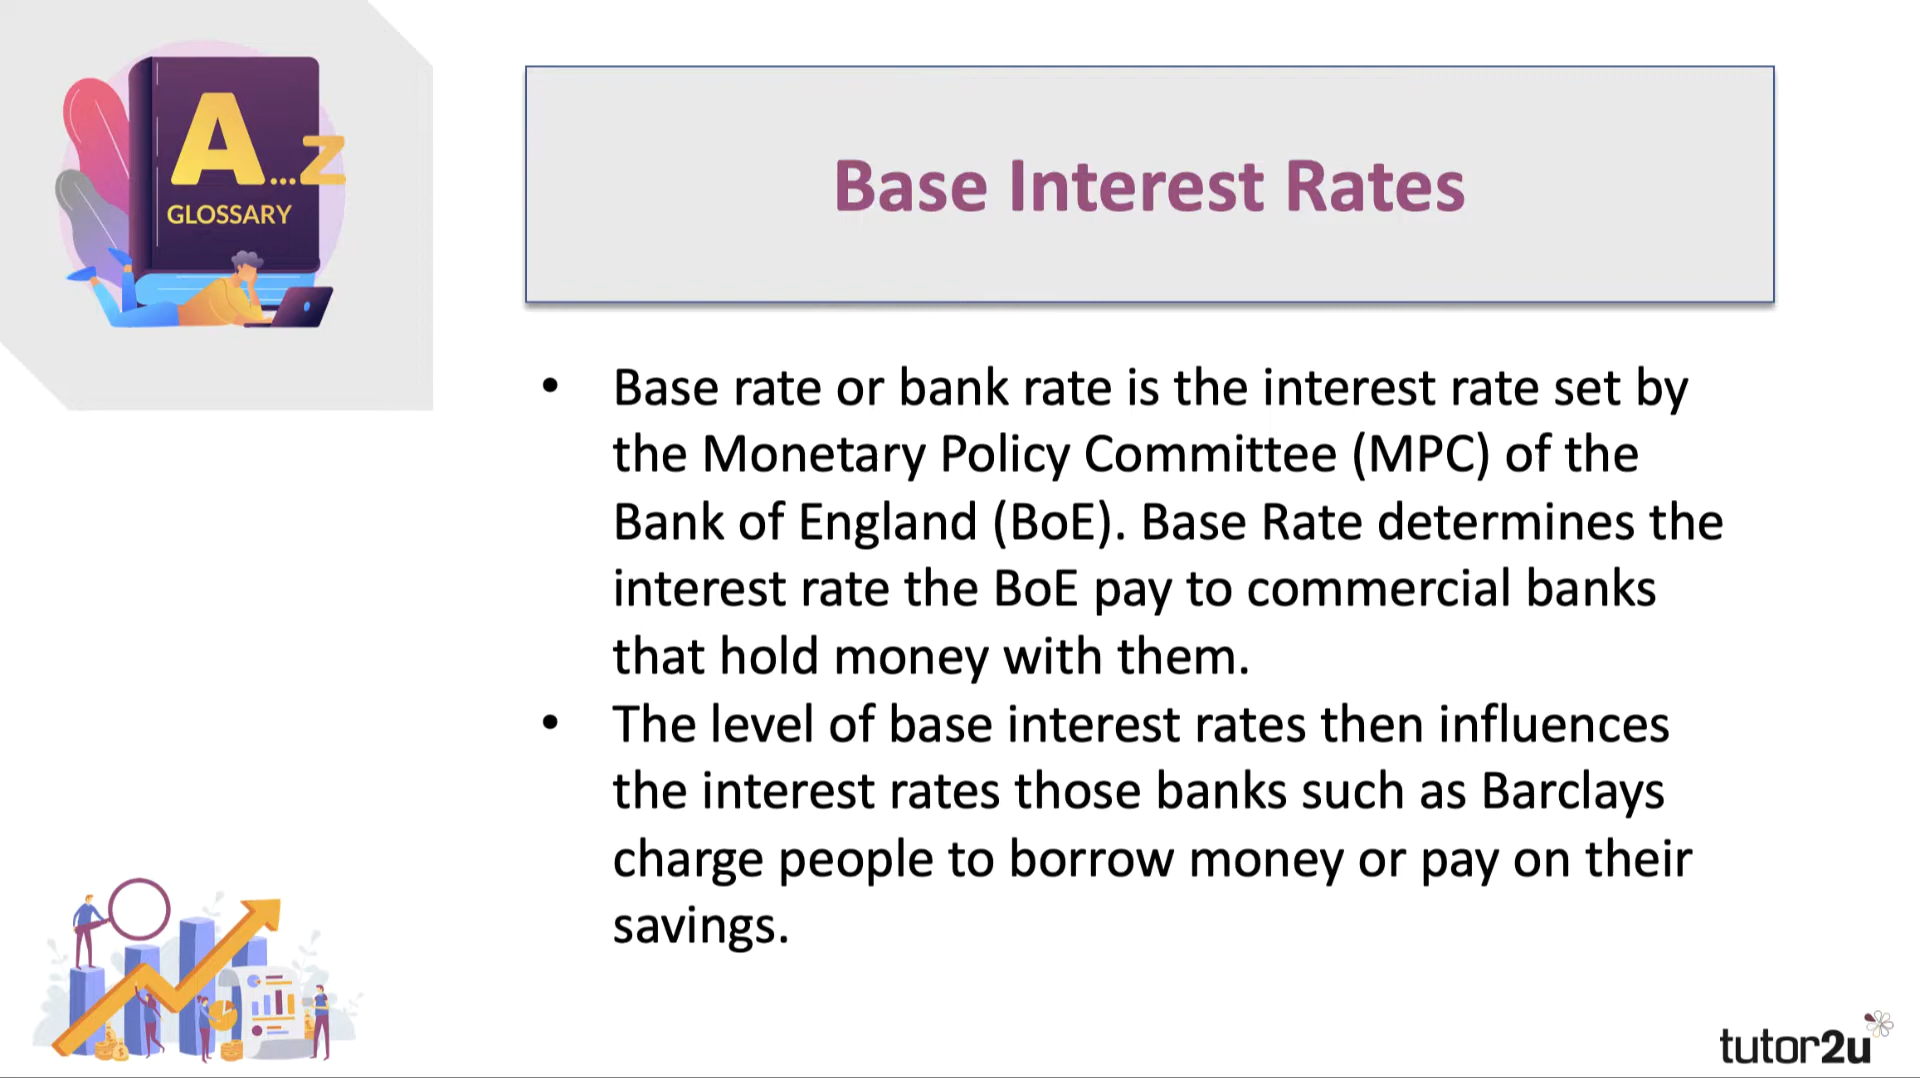 A...Z
GLOSSARY
Base Interest Rates
• Base rate or bank rate is the interest rate set by
the Monetary Policy Committee (MPC) of the
Bank of England (BoE). Base Rate determines the
interest rate the BoE pay to commercial banks
that hold money with them.
• The level of base interest rates then influences
the interest rates those banks such as Barclays
charge people to borrow money or pay on their
savings.
tutor2u